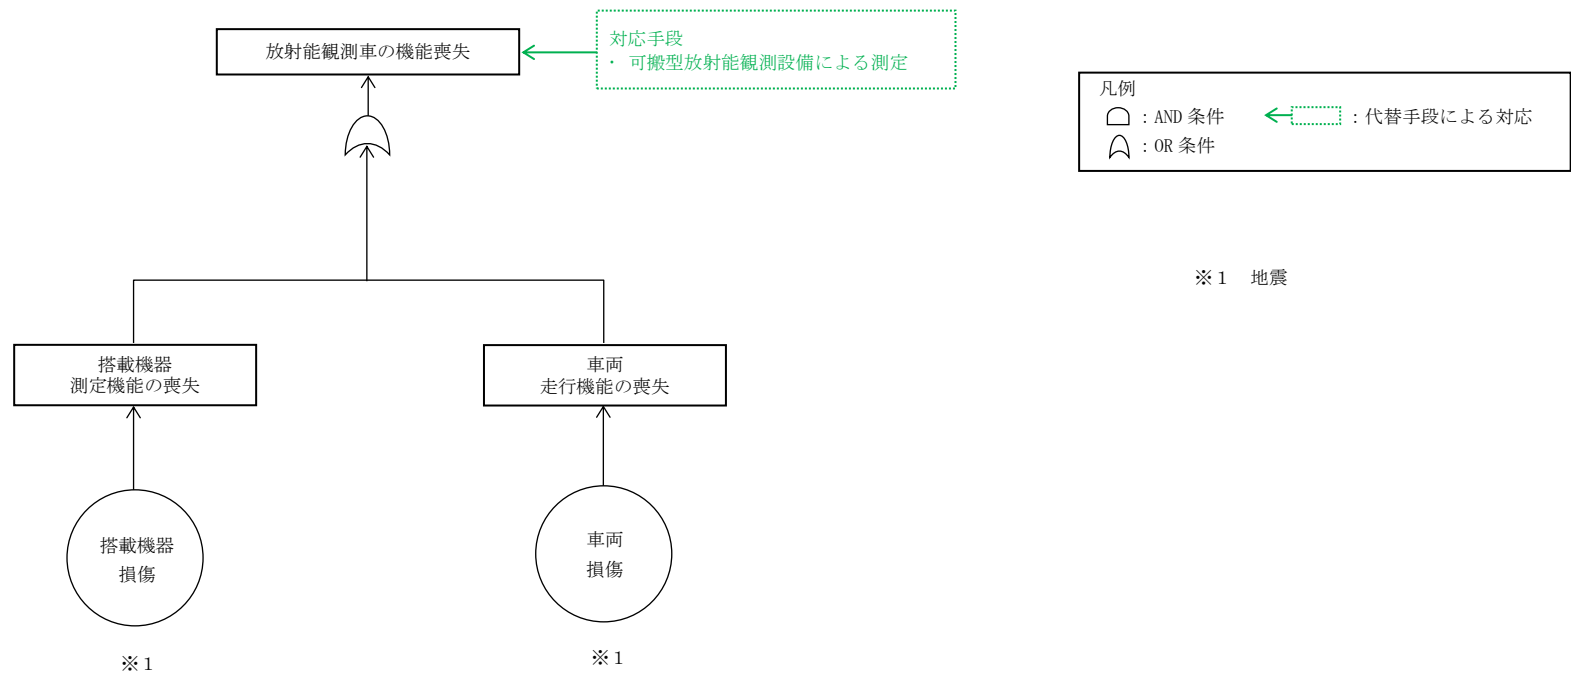 放射能観測車の機能喪失
対応手段
・ 可搬型放射能観測設備による測定
凡例
：AND 条件
：代替手段による対応
：OR 条件
※１　地震
搭載機器
測定機能の喪失
車両
走行機能の喪失
搭載機器
損傷
車両
損傷
※１
※１